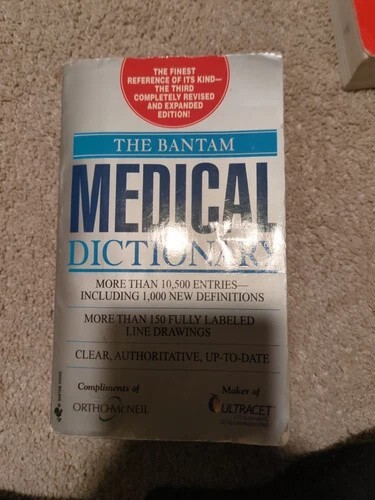 THE FINEST
REFERENCE OF ITS KIND—
THE THIRD
COMPLETELY REVISED
AND EXPANDED
EDITION!
THE BANTAM
MEDICAL
DICTIONARY
MORE THAN 10,500 ENTRIES—
INCLUDING 1,000 NEW DEFINITIONS
MORE THAN 150 FULLY LABELED
LINE DRAWINGS
CLEAR, AUTHORITATIVE, UP-TO-DATE
Compliments of
ORTHO-McNEIL
Maker of
ULTRACET